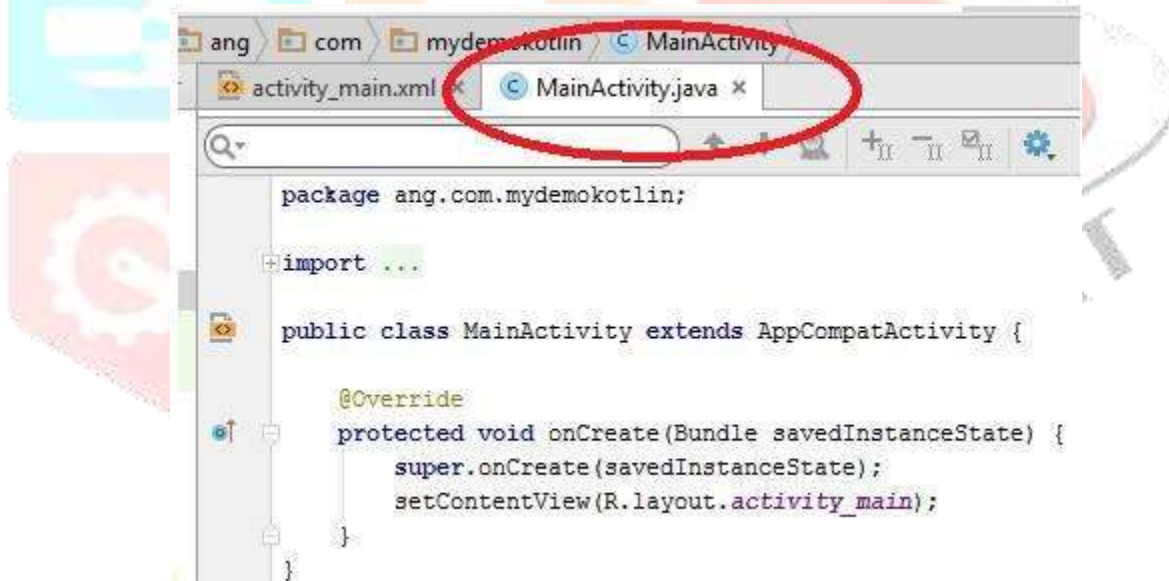 ang com mydemokotlin MainActivity
activity_main.xml MainActivity.java
package ang.com.mydemokotlin;
import ...
public class MainActivity extends AppCompatActivity {
@Override
protected void onCreate(Bundle savedInstanceState) {
super.onCreate(savedInstanceState);
setContentView(R.layout.activity_main);
}
}